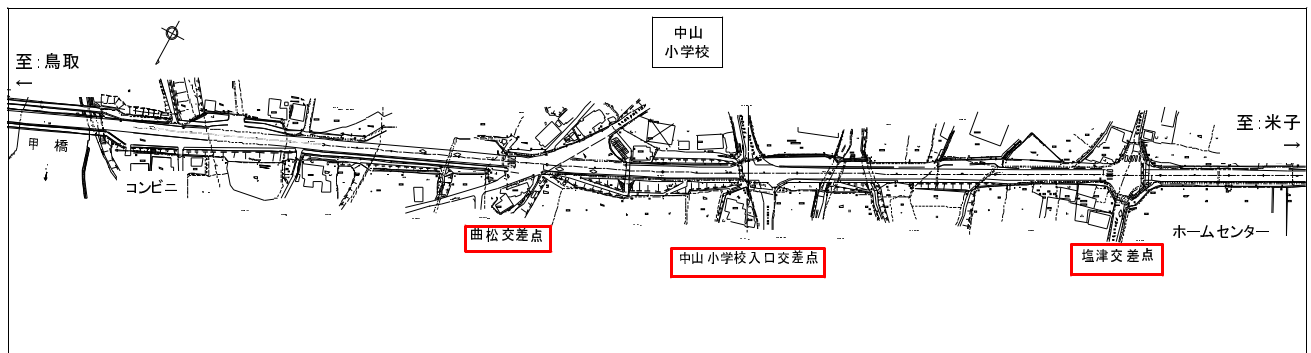 中山
小学校
至:鳥取
←
至:米子
→
甲橋
コンビニ
曲松交差点
中山小学校入口交差点
塩津交差点
ホームセンター